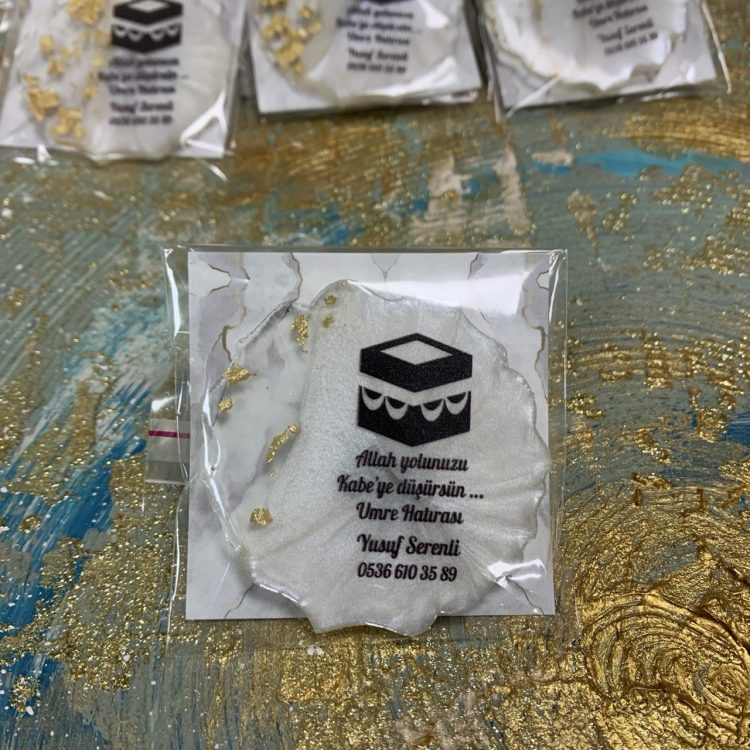 Allah yolunuzu
Kabe'ye düşürsün ...
Umre Hatırası
Yusuf Serenli
0536 610 35 89